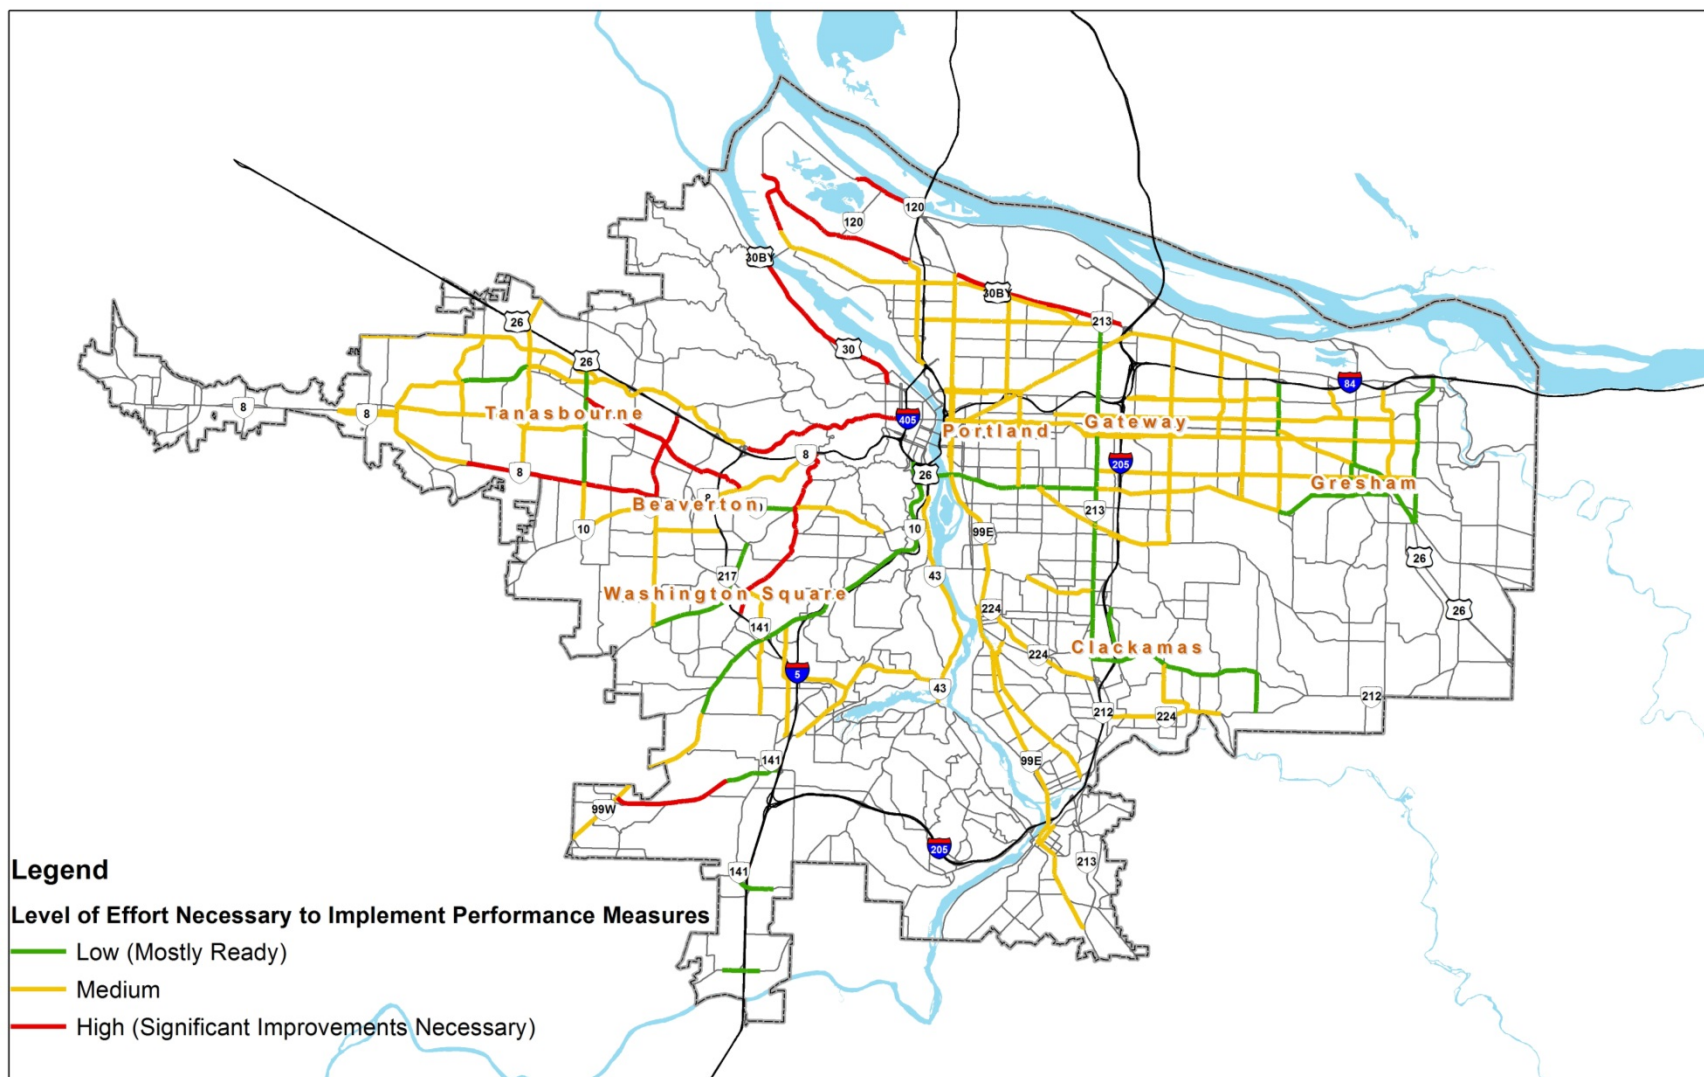 120
120
30BY
30BY
26
213
30
26
84
8
8
Tanasbourne
405
Gateway
Portland
8
205
8
26
Gresham
8
Beaverton
213
10
10
99E
26
217
43
Washington Square
224
26
141
224
Clackamas
5
43
212
212
224
141
99E
99W
205
213
141
Legend
Level of Effort Necessary to Implement Performance Measures
Low (Mostly Ready)
Medium
High (Significant Improvements Necessary)